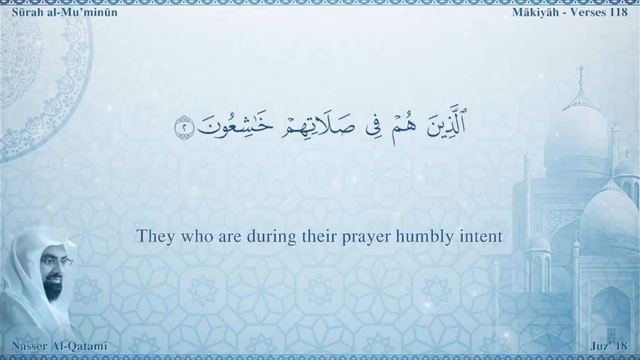 Sūrah al-Mu'minūn
Mākiyāh - Verses 118
ٱلَّذِينَ هُمْ فِى صَلَاتِهِمْ خَـٰشِعُونَ ٢
They who are during their prayer humbly intent
Nasser Al-Qatami
Juz' 18